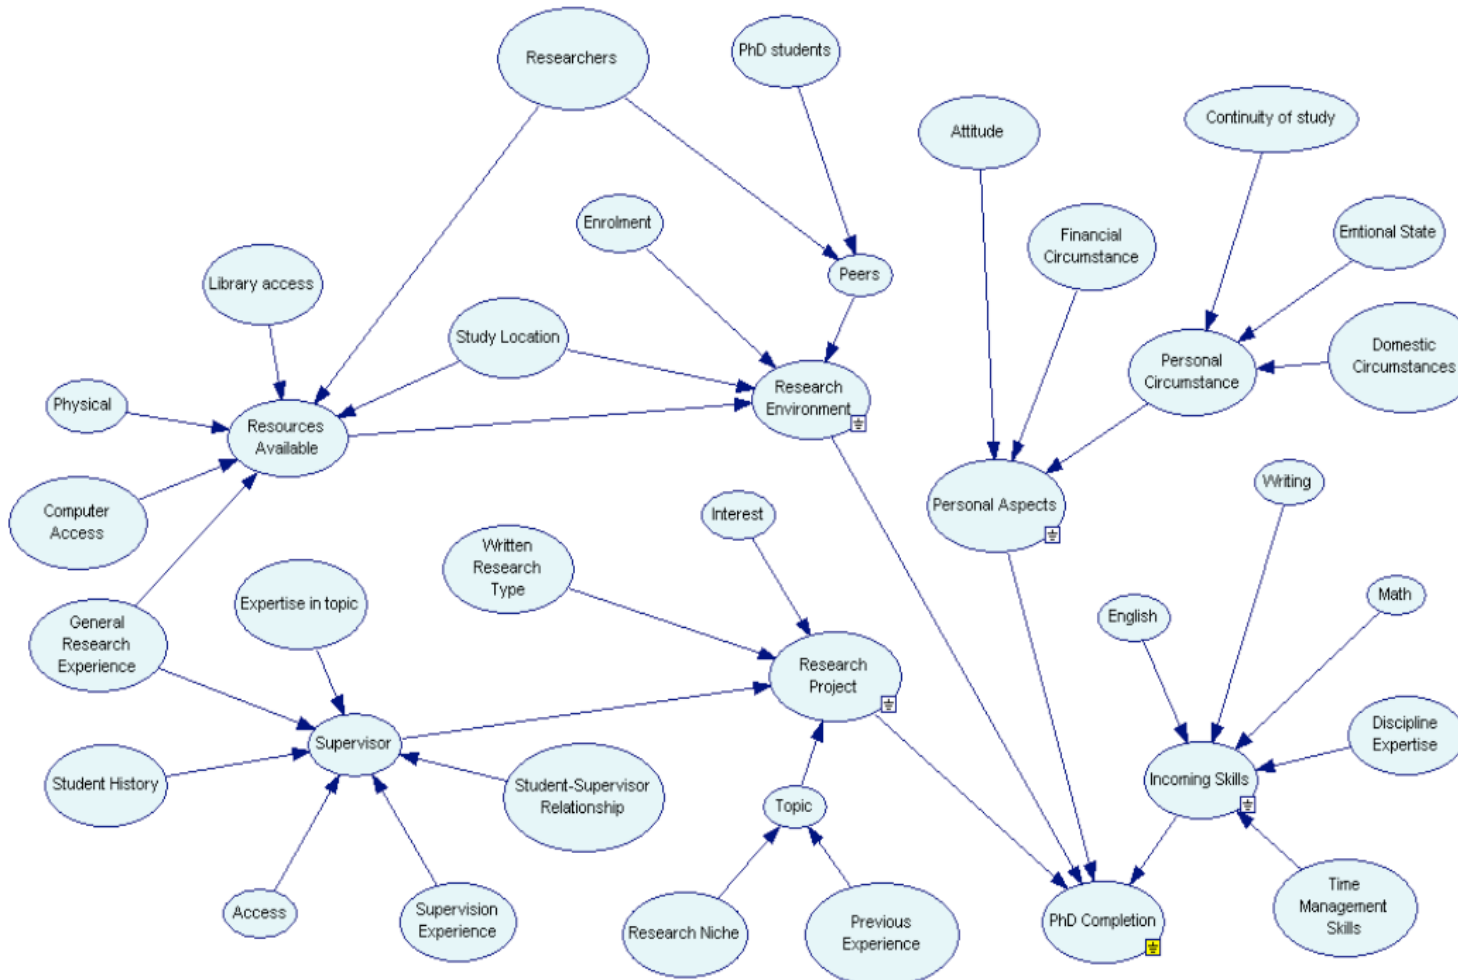 Researchers
PhD students
Attitude
Continuity of study
Enrolment
Financial
Circumstance
Emtional State
Library access
Peers
Study Location
Physical
Resources
Available
Research
Environment
Personal
Circumstance
Domestic
Circumstances
Computer
Access
Interest
Personal Aspects
Writing
Written
Research
Type
General
Research
Experience
Expertise in topic
English
Math
Research
Project
Supervisor
Student History
Student-Supervisor
Relationship
Topic
Incoming Skills
Discipline
Expertise
Access
Supervision
Experience
Research Niche
Previous
Experience
PhD Completion
Time
Management
Skills